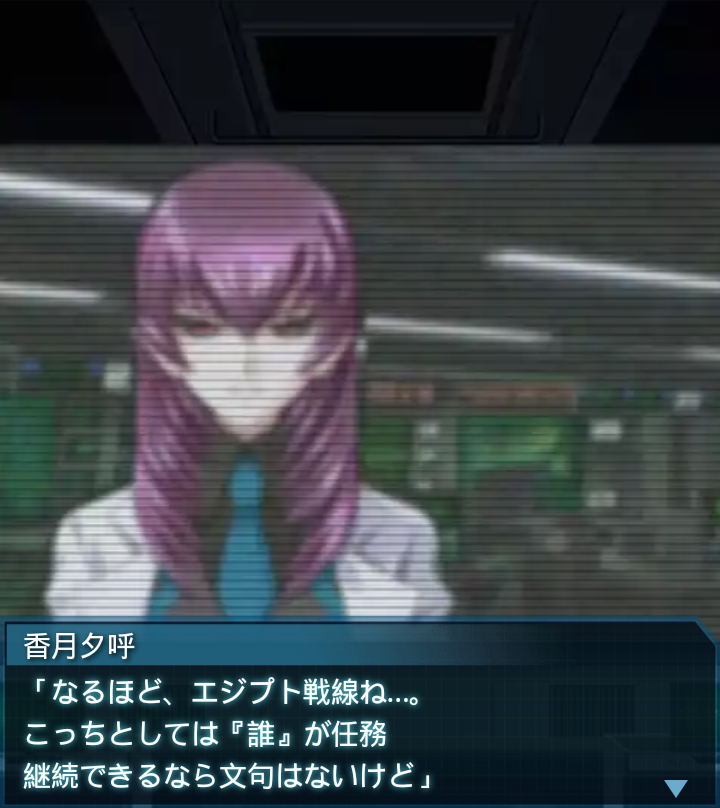 香月夕呼
「なるほど、エジプト戦線ね…。
こっちとしては『誰』が任務
継続できるなら文句はないけど」